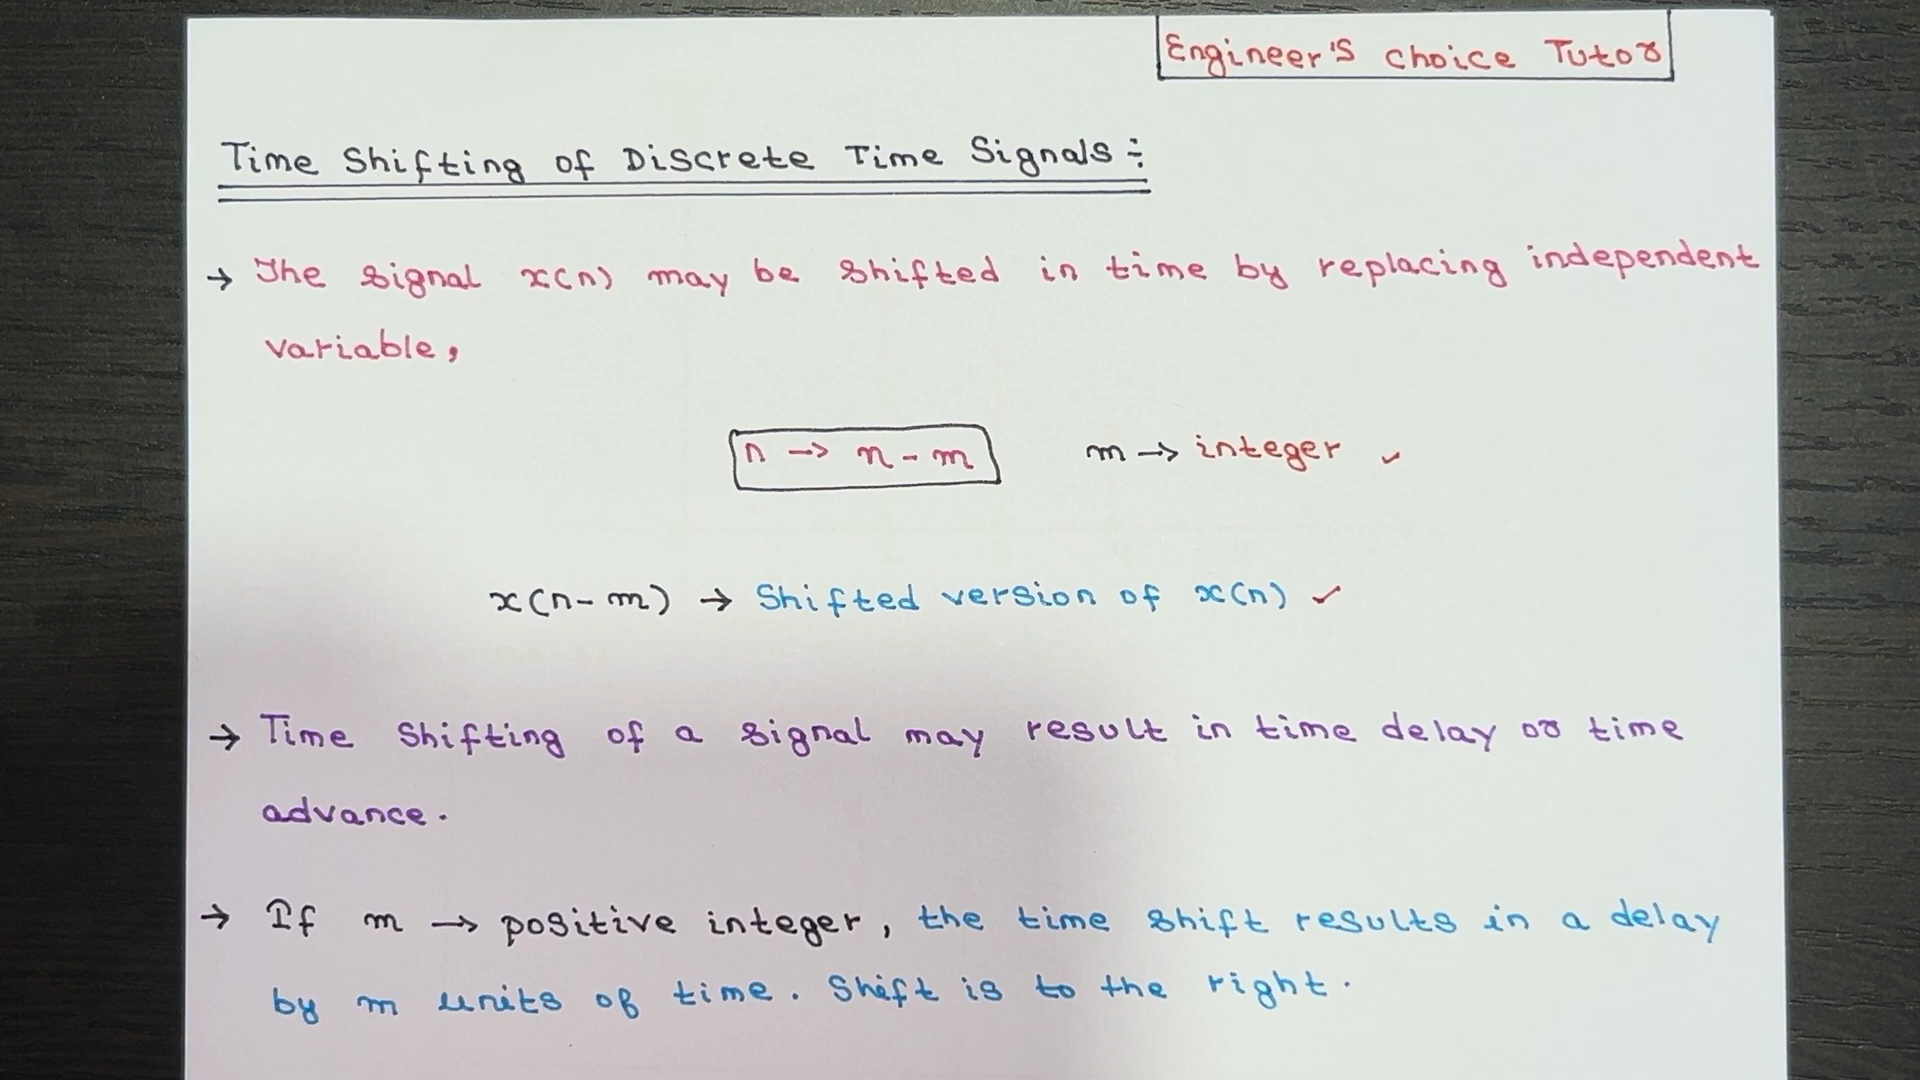 Engineer's choice Tutor
Time Shifting of Discrete Time Signals :-
→ The signal x(n) may be shifted in time by replacing independent
variable,
n → n - m m → integer ✓
x(n - m) → Shifted version of x(n) ✓
→ Time Shifting of a signal may result in time delay or time
advance.
→ If m → positive integer, the time shift results in a delay
by m units of time. Shift is to the right.